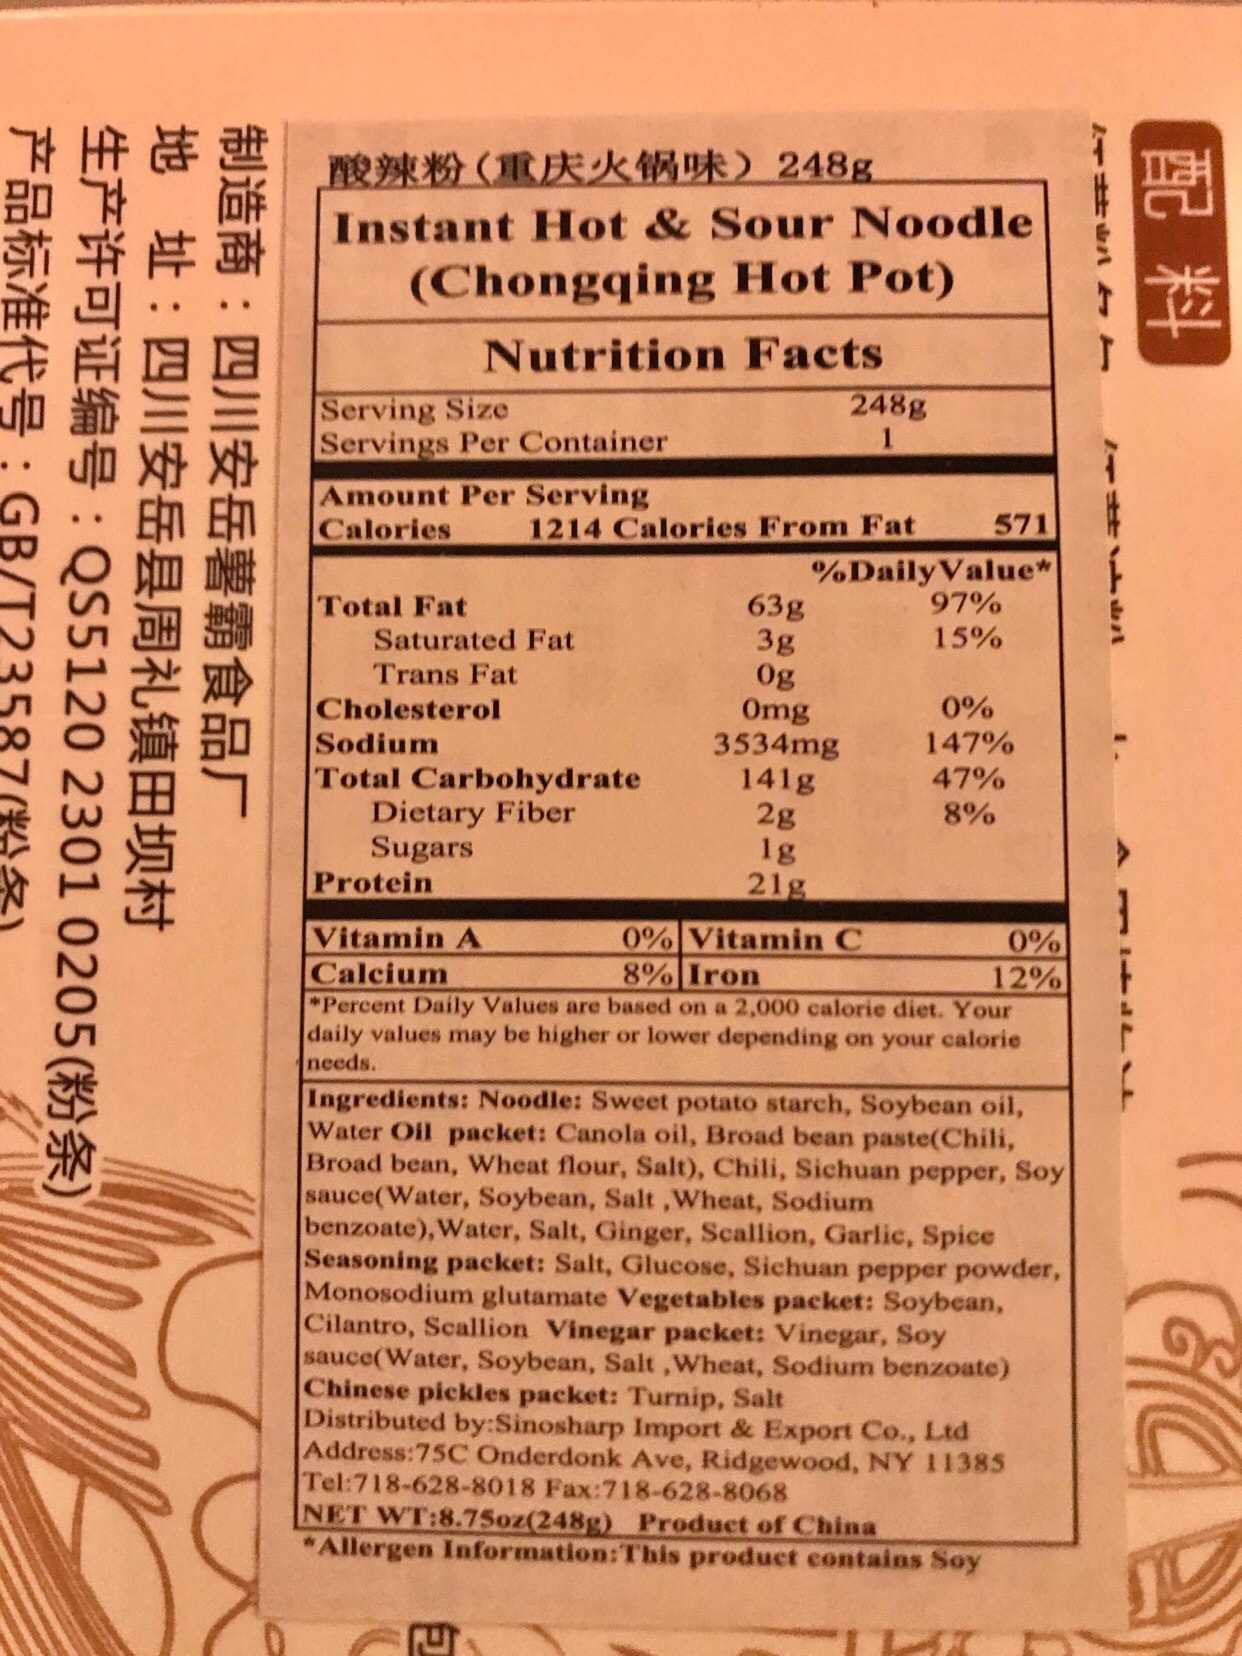 酸辣粉（重庆火锅味）248g
Instant Hot & Sour Noodle
(Chongqing Hot Pot)
Nutrition Facts
Serving Size 248g
Servings Per Container 1
Amount Per Serving
Calories 1214 Calories From Fat 571
%DailyValue*
Total Fat 63g 97%
Saturated Fat 3g 15%
Trans Fat 0g
Cholesterol 0mg 0%
Sodium 3534mg 147%
Total Carbohydrate 141g 47%
Dietary Fiber 2g 8%
Sugars 1g
Protein 21g
Vitamin A 0% Vitamin C 0%
Calcium 8% Iron 12%
*Percent Daily Values are based on a 2,000 calorie diet. Your
daily values may be higher or lower depending on your calorie
needs.
Ingredients: Noodle: Sweet potato starch, Soybean oil,
Water Oil packet: Canola oil, Broad bean paste(Chili,
Broad bean, Wheat flour, Salt), Chili, Sichuan pepper, Soy
sauce(Water, Soybean, Salt ,Wheat, Sodium
benzoate),Water, Salt, Ginger, Scallion, Garlic, Spice
Seasoning packet: Salt, Glucose, Sichuan pepper powder,
Monosodium glutamate Vegetables packet: Soybean,
Cilantro, Scallion Vinegar packet: Vinegar, Soy
sauce(Water, Soybean, Salt ,Wheat, Sodium benzoate)
Chinese pickles packet: Turnip, Salt
Distributed by:Sinosharp Import & Export Co., Ltd
Address:75C Onderdonk Ave, Ridgewood, NY 11385
Tel:718-628-8018 Fax:718-628-8068
NET WT:8.75oz(248g) Product of China
*Allergen Information:This product contains Soy
配料
制造商：四川安岳薯霸食品厂
地 址：四川安岳县周礼镇田坝村
生产许可证编号：QS5120 2301 0205(粉条)
产品标准代号：GB/T23587(粉条)